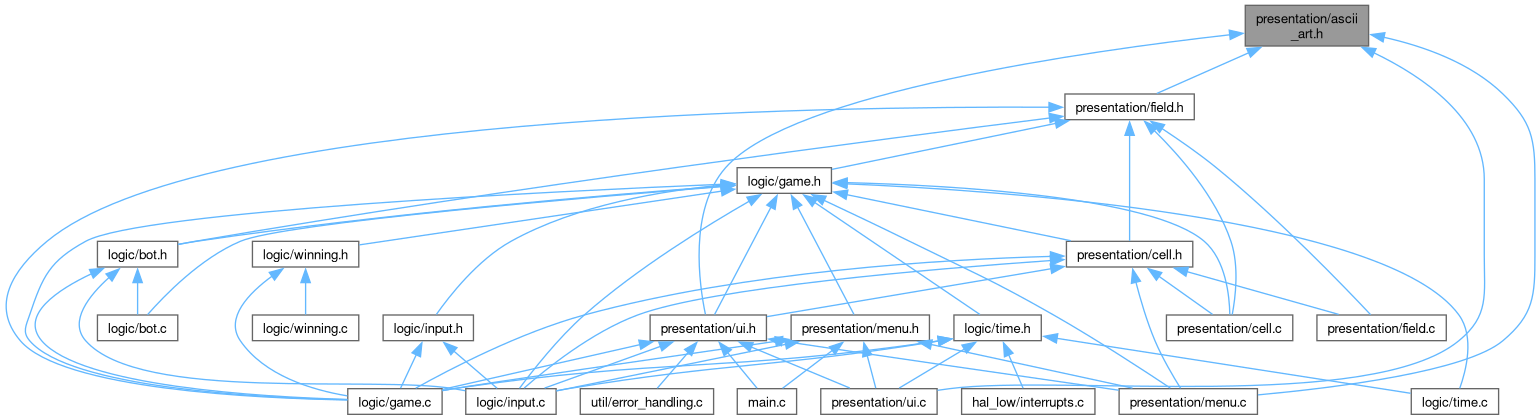 presentation/ascii
_art.h
presentation/field.h
logic/game.h
logic/bot.h
logic/winning.h
presentation/cell.h
logic/bot.c
logic/winning.c
logic/input.h
presentation/ui.h
presentation/menu.h
logic/time.h
presentation/cell.c
presentation/field.c
logic/game.c
logic/input.c
util/error_handling.c
main.c
presentation/ui.c
hal_low/interrupts.c
presentation/menu.c
logic/time.c